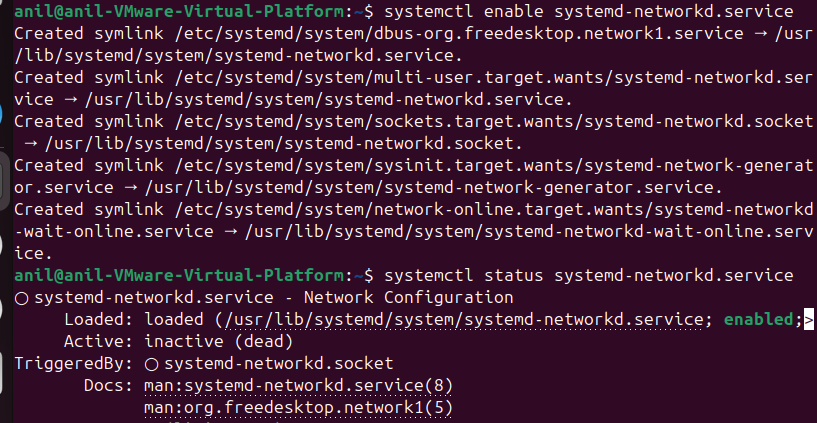 anil@anil-VMware-Virtual-Platform:~$ systemctl enable systemd-networkd.service
Created symlink /etc/systemd/system/dbus-org.freedesktop.network1.service → /usr
/lib/systemd/system/systemd-networkd.service.
Created symlink /etc/systemd/system/multi-user.target.wants/systemd-networkd.ser
vice → /usr/lib/systemd/system/systemd-networkd.service.
Created symlink /etc/systemd/system/sockets.target.wants/systemd-networkd.socket
 → /usr/lib/systemd/system/systemd-networkd.socket.
Created symlink /etc/systemd/system/sysinit.target.wants/systemd-network-generat
or.service → /usr/lib/systemd/system/systemd-network-generator.service.
Created symlink /etc/systemd/system/network-online.target.wants/systemd-networkd
-wait-online.service → /usr/lib/systemd/system/systemd-networkd-wait-online.serv
ice.
anil@anil-VMware-Virtual-Platform:~$ systemctl status systemd-networkd.service
○ systemd-networkd.service - Network Configuration
     Loaded: loaded (/usr/lib/systemd/system/systemd-networkd.service; enabled;>
     Active: inactive (dead)
TriggeredBy: ○ systemd-networkd.socket
       Docs: man:systemd-networkd.service(8)
             man:org.freedesktop.network1(5)